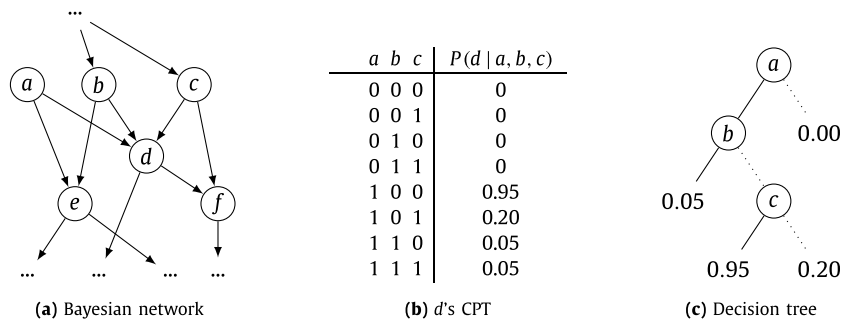 ...
a b c
d
e f
... ... ... ...
(a) Bayesian network
a b c P(d | a, b, c)
0 0 0 0
0 0 1 0
0 1 0 0
0 1 1 0
1 0 0 0.95
1 0 1 0.20
1 1 0 0.05
1 1 1 0.05
(b) d's CPT
a
b 0.00
0.05 c
0.95 0.20
(c) Decision tree